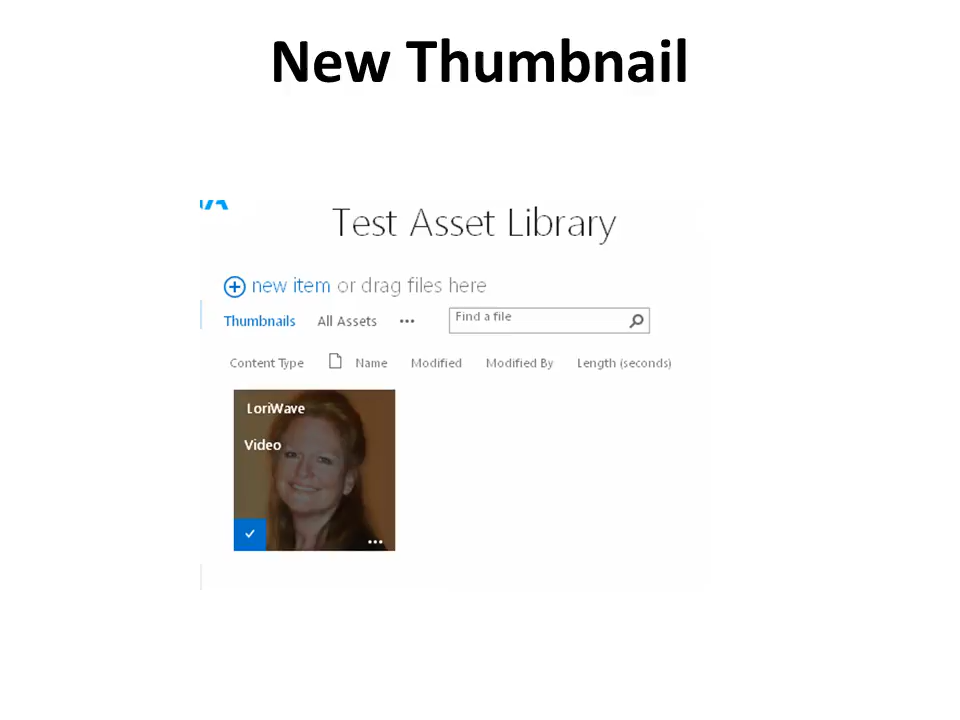 New Thumbnail
Test Asset Library
new item or drag files here
Thumbnails All Assets ...
Find a file
Content Type Name Modified Modified By Length (seconds)
LoriWave
Video
...